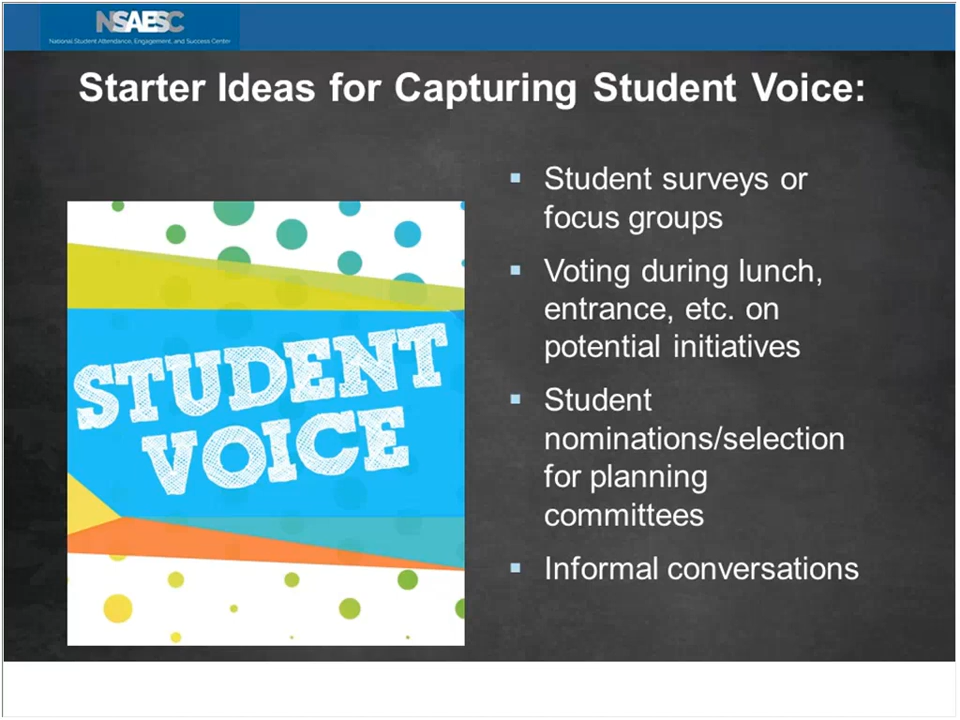 NSAESC
National Student Attendance, Engagement, and Success Center
Starter Ideas for Capturing Student Voice:
STUDENT
VOICE
▪ Student surveys or
focus groups
▪ Voting during lunch,
entrance, etc. on
potential initiatives
▪ Student
nominations/selection
for planning
committees
▪ Informal conversations